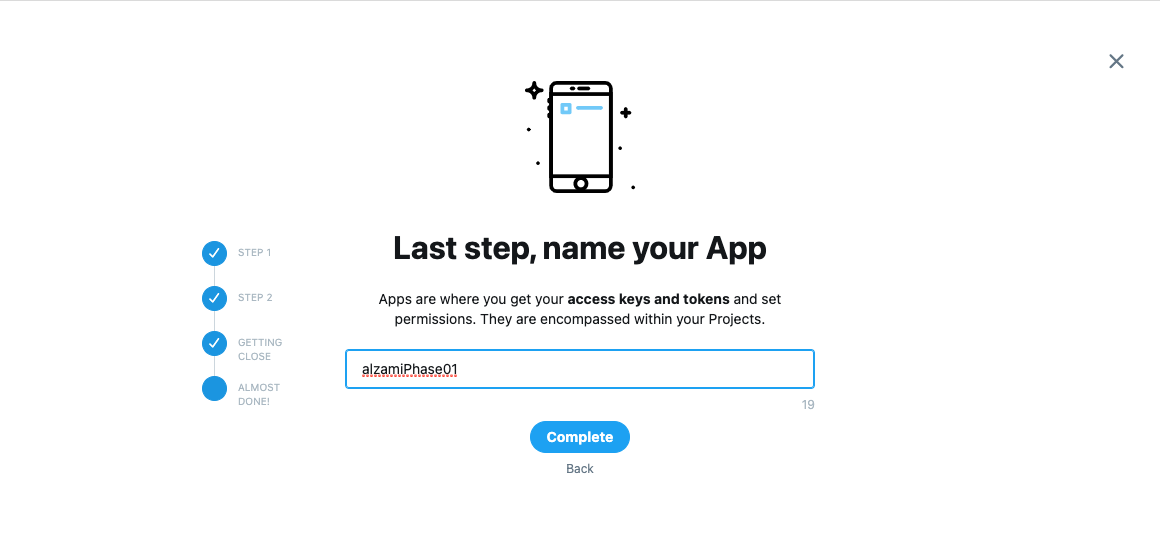 Last step, name your App
STEP 1
STEP 2
GETTING
CLOSE
ALMOST
DONE!
Apps are where you get your access keys and tokens and set
permissions. They are encompassed within your Projects.
alzamiPhase01
19
Complete
Back